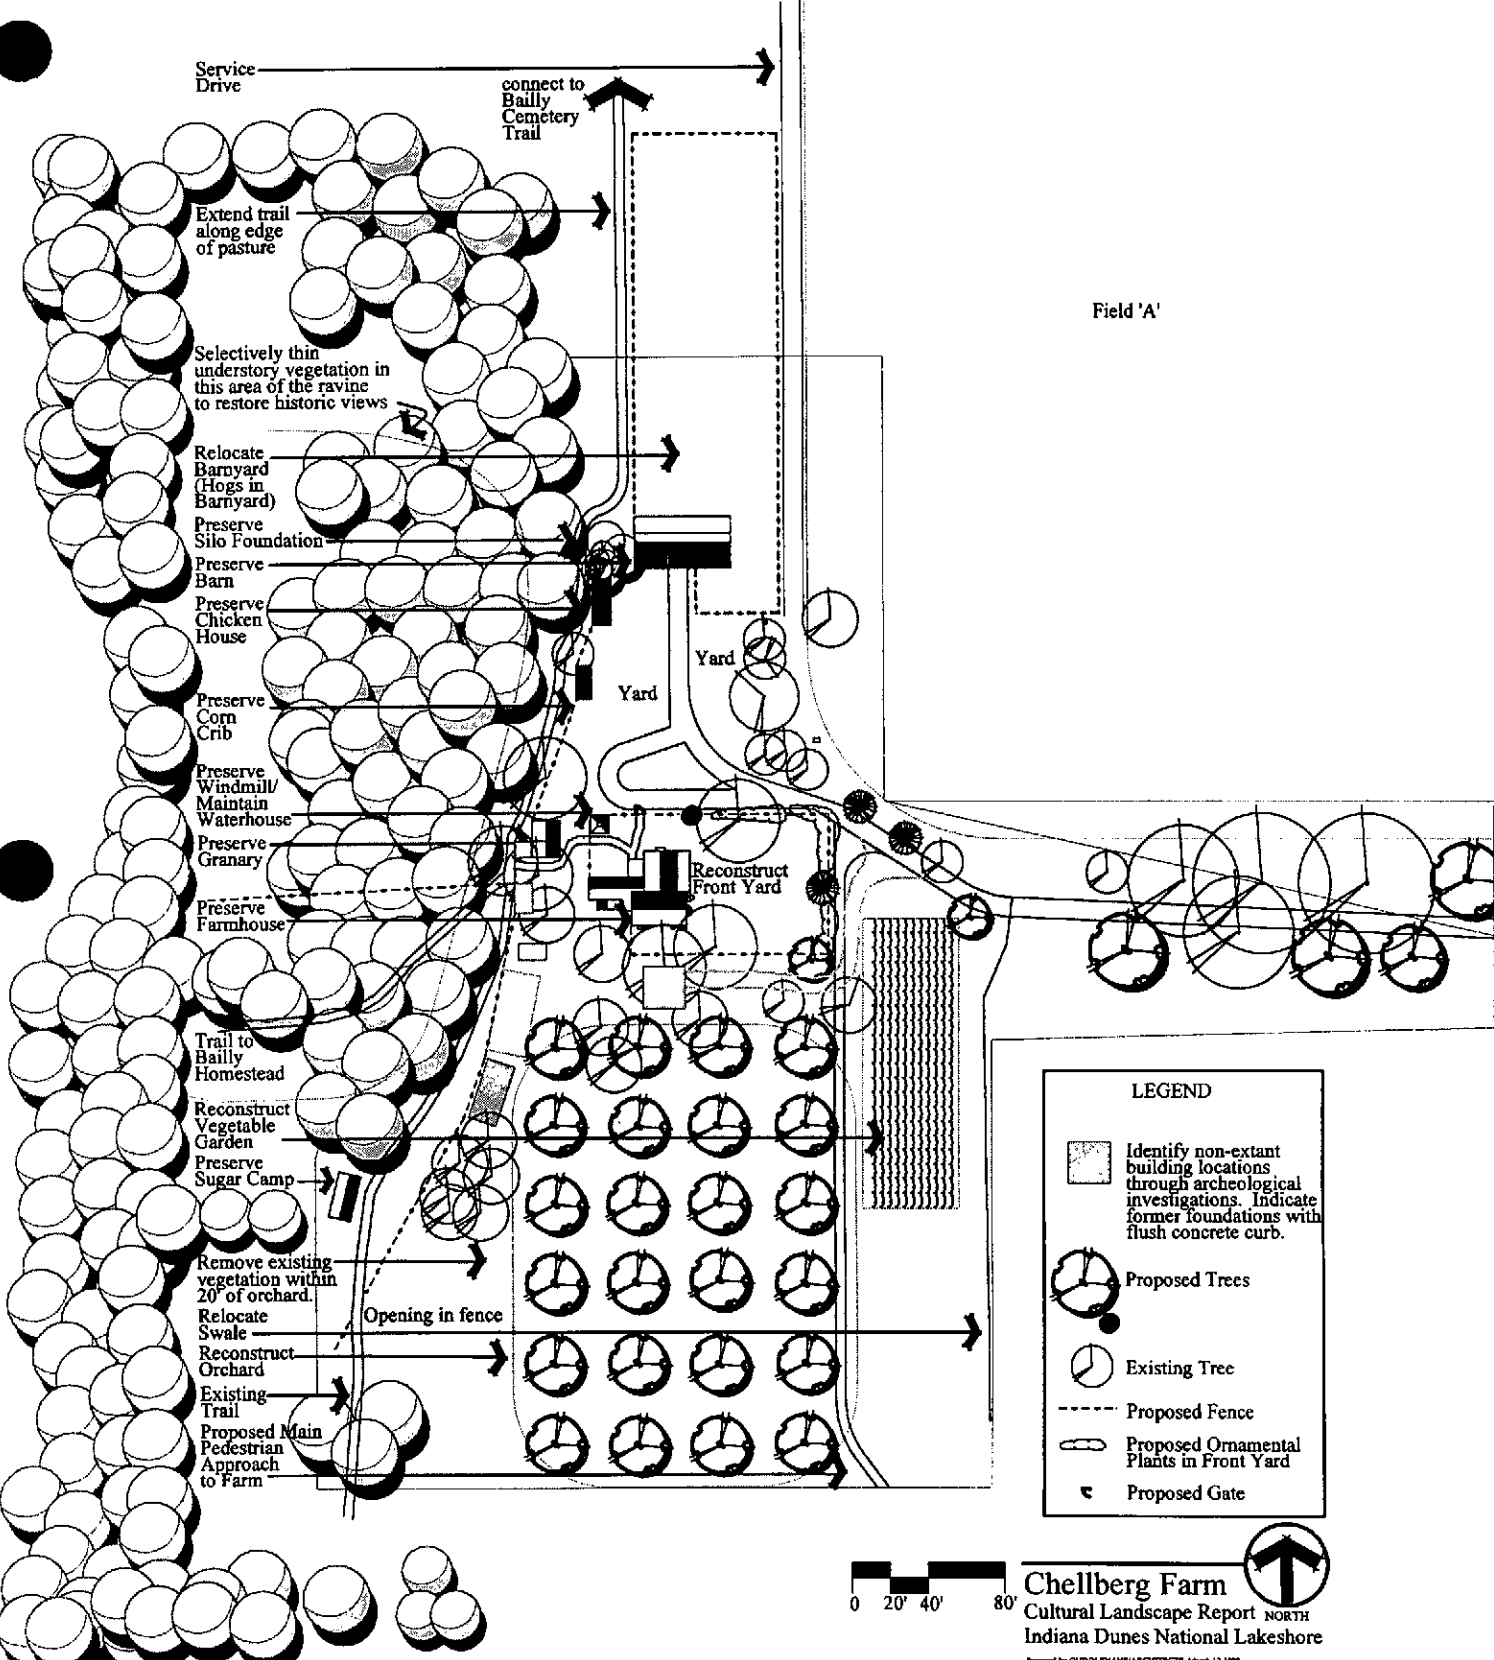 Service
Drive
connect to
Bailly
Cemetery
Trail
Extend trail
along edge
of pasture
Field 'A'
Selectively thin
understory vegetation in
this area of the ravine
to restore historic views
Relocate
Barnyard
(Hogs in
Barnyard)
Preserve
Silo Foundation
Preserve
Barn
Preserve
Chicken
House
Yard
Yard
Preserve
Corn
Crib
Preserve
Windmill/
Maintain
Waterhouse
Preserve
Granary
Reconstruct
Front Yard
Preserve
Farmhouse
Trail to
Bailly
Homestead
Reconstruct
Vegetable
Garden
Preserve
Sugar Camp
Remove existing
vegetation within
20' of orchard.
Relocate
Swale
Opening in fence
Reconstruct
Orchard
Existing
Trail
Proposed Main
Pedestrian
Approach
to Farm
LEGEND
Identify non-extant
building locations
through archeological
investigations. Indicate
former foundations with
flush concrete curb.
Proposed Trees
Existing Tree
Proposed Fence
Proposed Ornamental
Plants in Front Yard
Proposed Gate
0 20' 40' 80'
Chellberg Farm
Cultural Landscape Report
NORTH
Indiana Dunes National Lakeshore